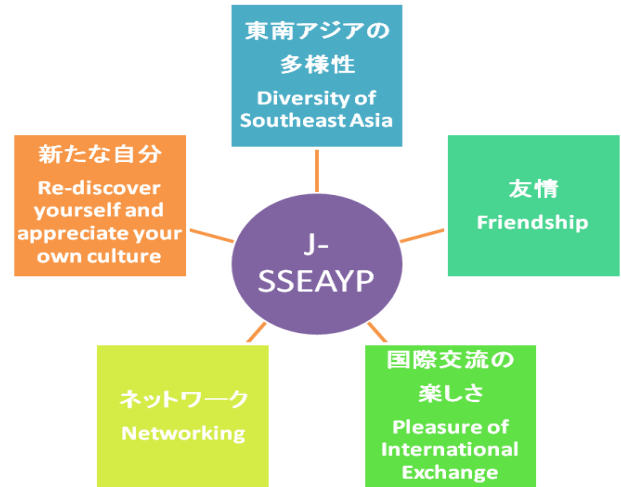 東南アジアの
多様性
Diversity of
Southeast Asia
新たな自分
Re-discover
yourself and
appreciate your
own culture
友情
Friendship
J-
SSEAYP
ネットワーク
Networking
国際交流の
楽しさ
Pleasure of
International
Exchange